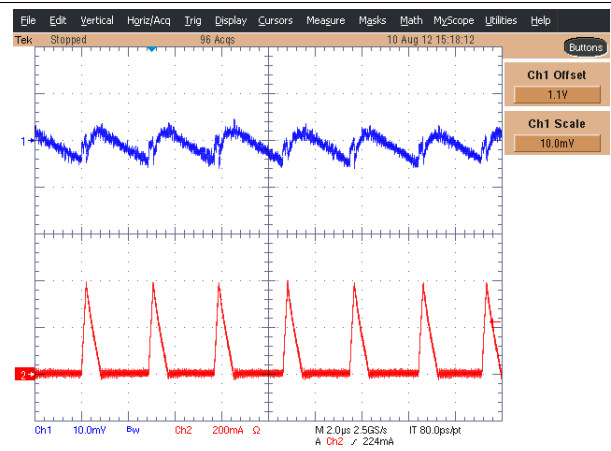 File Edit Vertical Horiz/Acq Trig Display Cursors Measure Masks Math MyScope Utilities Help
Tek Stopped 96 Acqs 10 Aug 12 15:18:12
Buttons
Ch1 Offset
1.1V
Ch1 Scale
10.0mV
1
2
Ch1 10.0mV BW Ch2 200mA Ω M 2.0µs 2.5GS/s IT 80.0ps/pt
A Ch2 ∕ 224mA